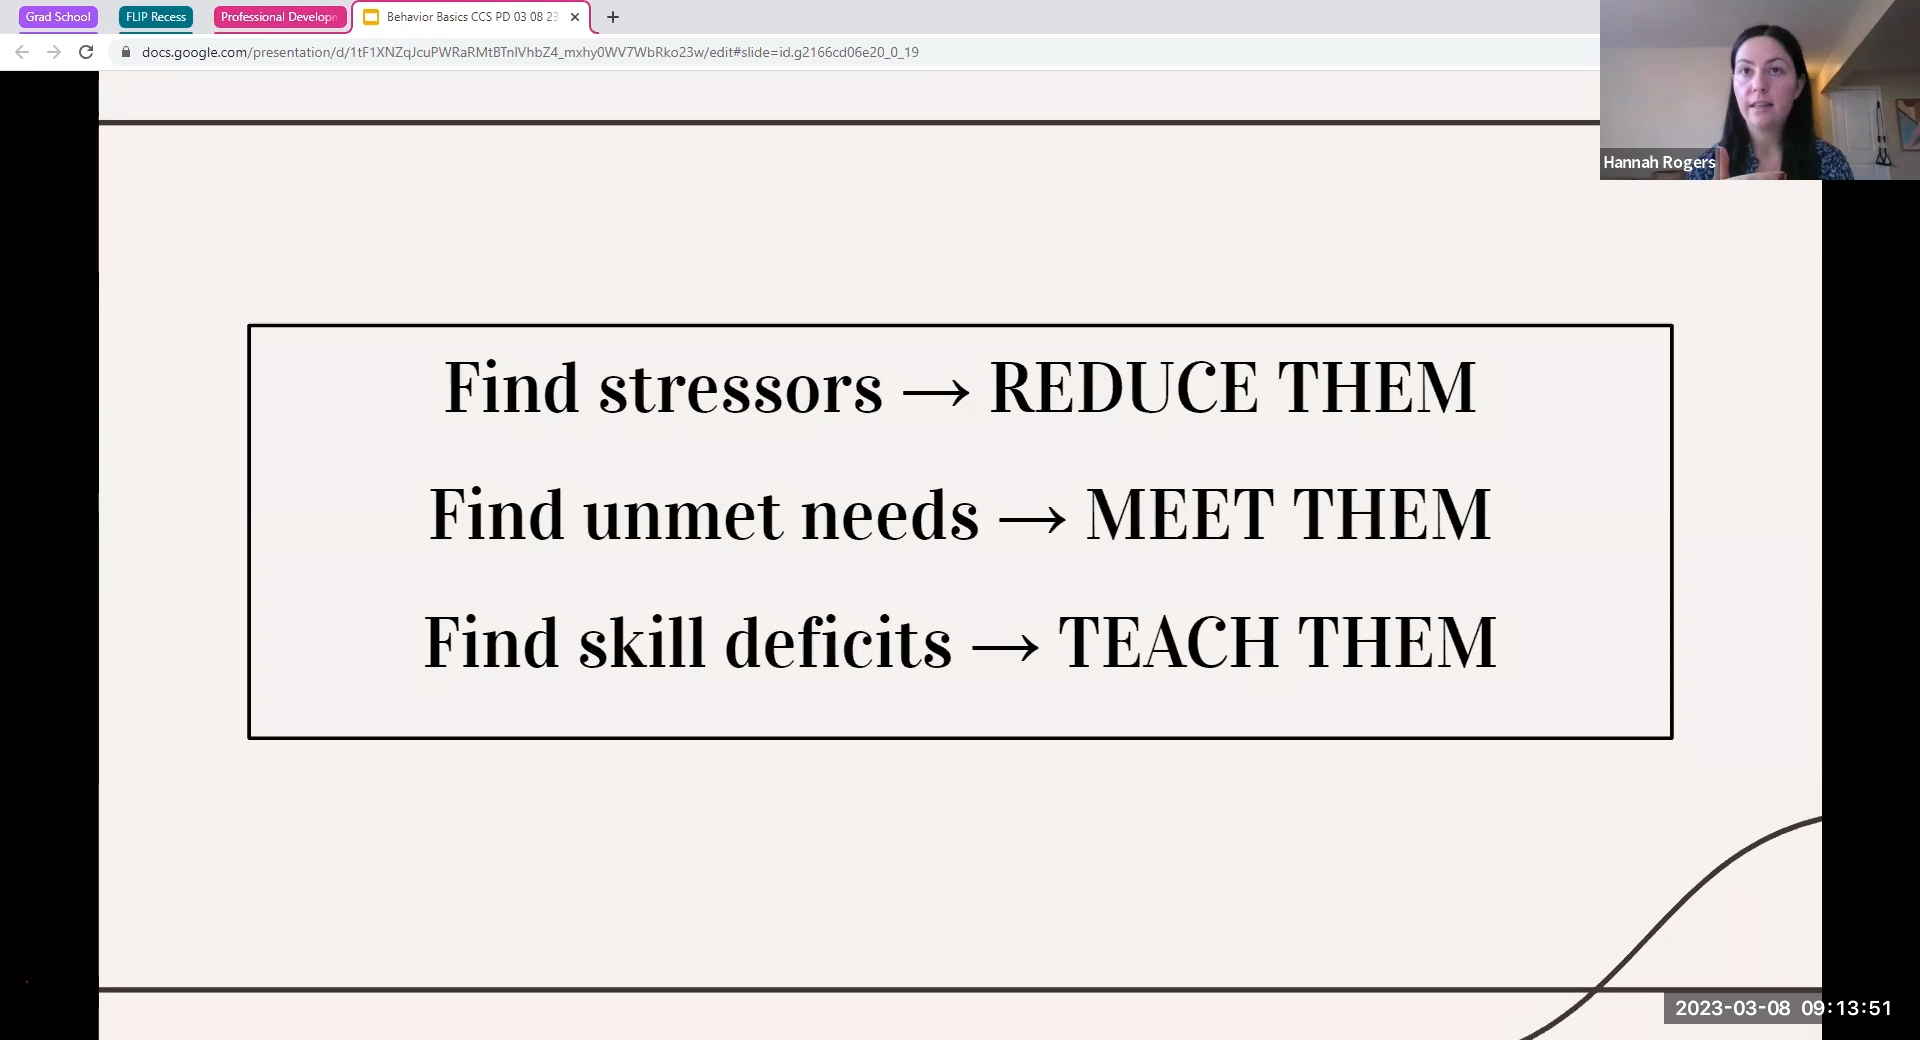 Grad School
FLIP Recess
Professional Developn
Behavior Basics CCS PD 03 08 23
docs.google.com/presentation/d/1tF1XNZqJcuPWRaRMtBTnlVhbZ4_mxhy0WV7WbRko23w/edit#slide=id.g2166cd06e20_0_19
Hannah Rogers
Find stressors → REDUCE THEM
Find unmet needs → MEET THEM
Find skill deficits → TEACH THEM
2023-03-08 09:13:51